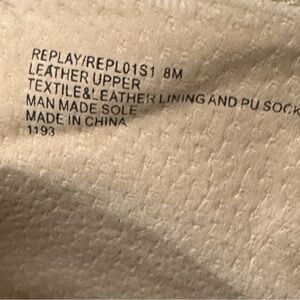 REPLAY/REPL01S1 8M
LEATHER UPPER
TEXTILE&LEATHER LINING AND PU SOCK
MAN MADE SOLE
MADE IN CHINA
1193